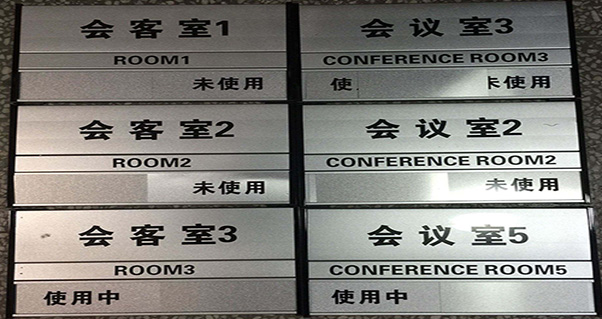 会客室1
ROOM1
未使用
会议室3
CONFERENCE ROOM3
使 未使用
会客室2
ROOM2
未使用
会议室2
CONFERENCE ROOM2
未使用
会客室3
ROOM3
使用中
会议室5
CONFERENCE ROOM5
使用中